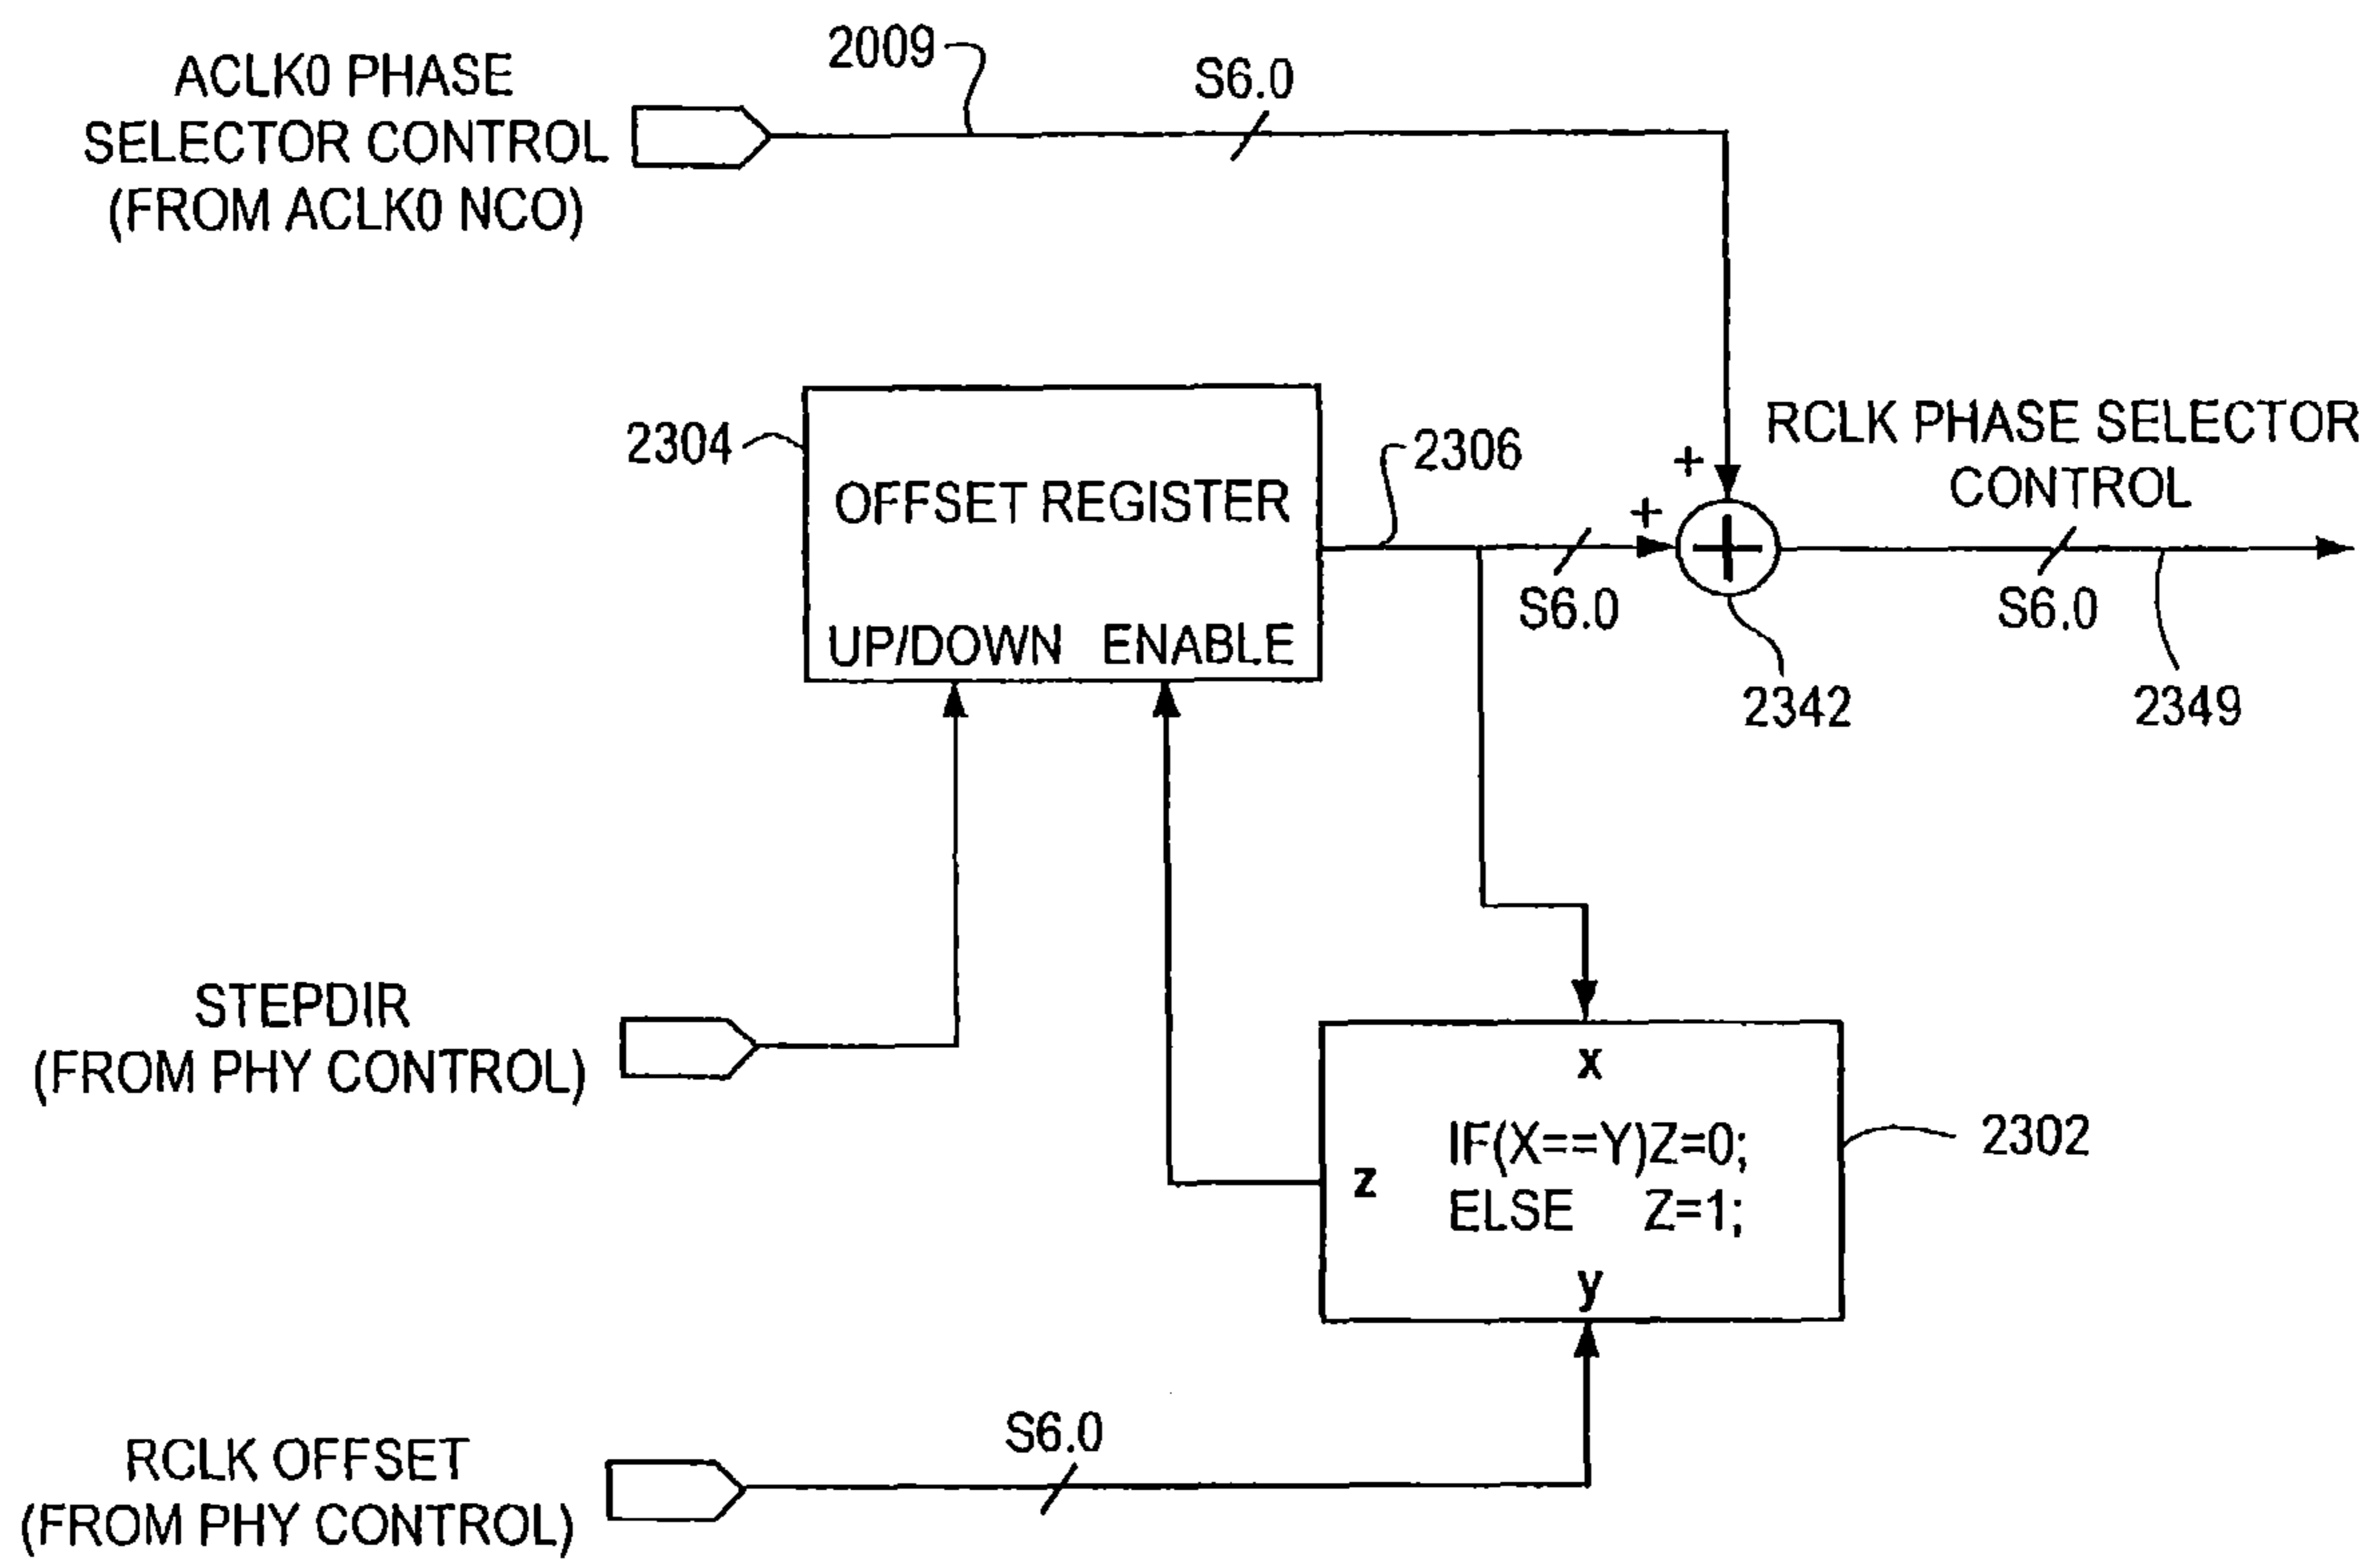 ACLK0 PHASE
SELECTOR CONTROL
(FROM ACLK0 NCO)
2009
S6.0
2304
OFFSET REGISTER
UP/DOWN ENABLE
2306
+
+
S6.0
RCLK PHASE SELECTOR
CONTROL
S6.0
2342
2349
STEPDIR
(FROM PHY CONTROL)
x
IF(X==Y)Z=0;
z
ELSE Z=1;
y
2302
RCLK OFFSET
(FROM PHY CONTROL)
S6.0